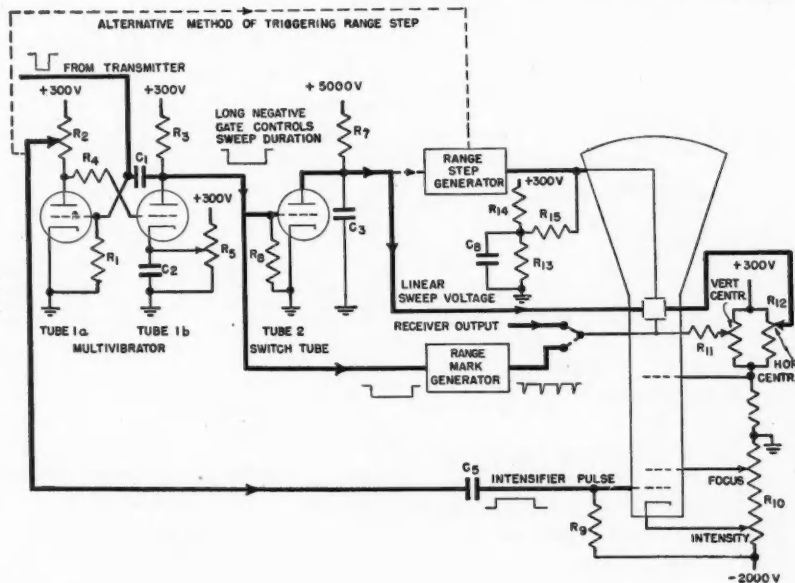 ALTERNATIVE METHOD OF TRIGGERING RANGE STEP
FROM TRANSMITTER
+300V
+300V
+5000V
R2
R3
LONG NEGATIVE
GATE CONTROLS
SWEEP DURATION
R7
R4
C1
RANGE
STEP
GENERATOR
+300V
+300V
R14
R15
R1
R5
C2
R8
C3
C8
R13
+300V
LINEAR
SWEEP VOLTAGE
VERT
CENTR.
R12
TUBE 1a
TUBE 1b
MULTIVIBRATOR
TUBE 2
SWITCH TUBE
RECEIVER OUTPUT
R11
HOR
CENTR.
RANGE
MARK
GENERATOR
C5
INTENSIFIER PULSE
FOCUS
R10
R9
INTENSITY
-2000V